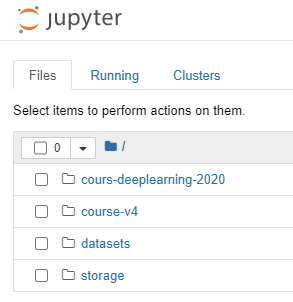 jupyter
Files Running Clusters
Select items to perform actions on them.
0 /
cours-deeplearning-2020
course-v4
datasets
storage